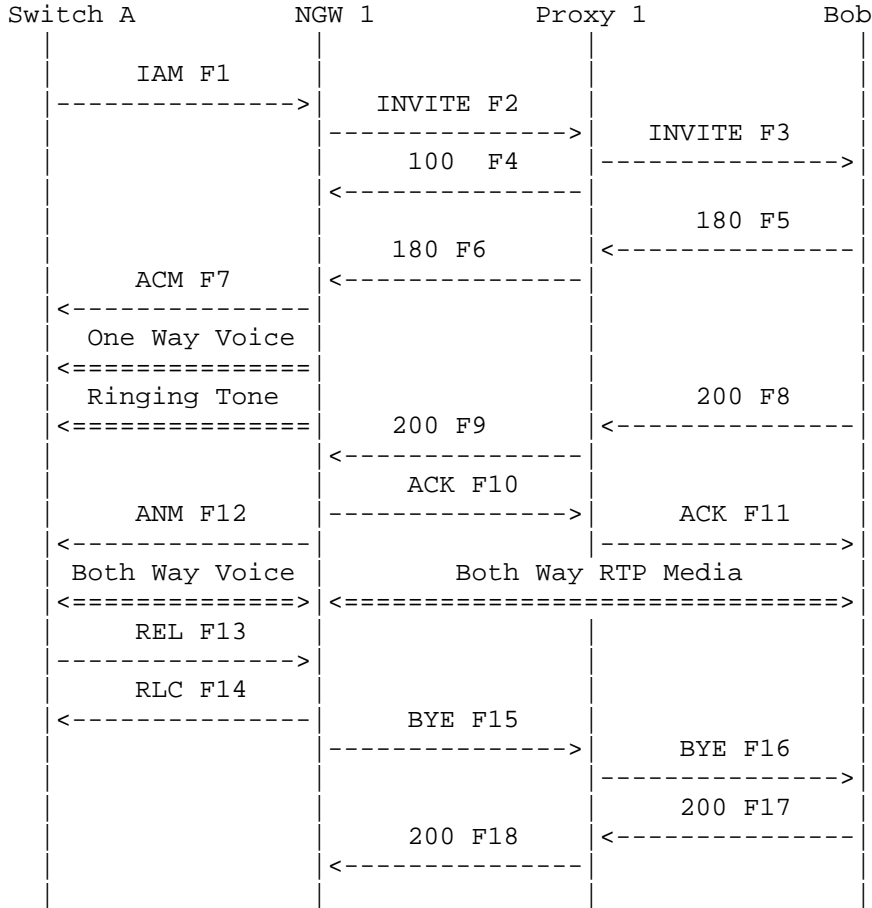 Switch A NGW 1 Proxy 1 Bob
IAM F1
INVITE F2
INVITE F3
100 F4
180 F5
180 F6
ACM F7
One Way Voice
Ringing Tone 200 F8
200 F9
ACK F10
ANM F12 ACK F11
Both Way Voice Both Way RTP Media
REL F13
RLC F14
BYE F15
BYE F16
200 F17
200 F18